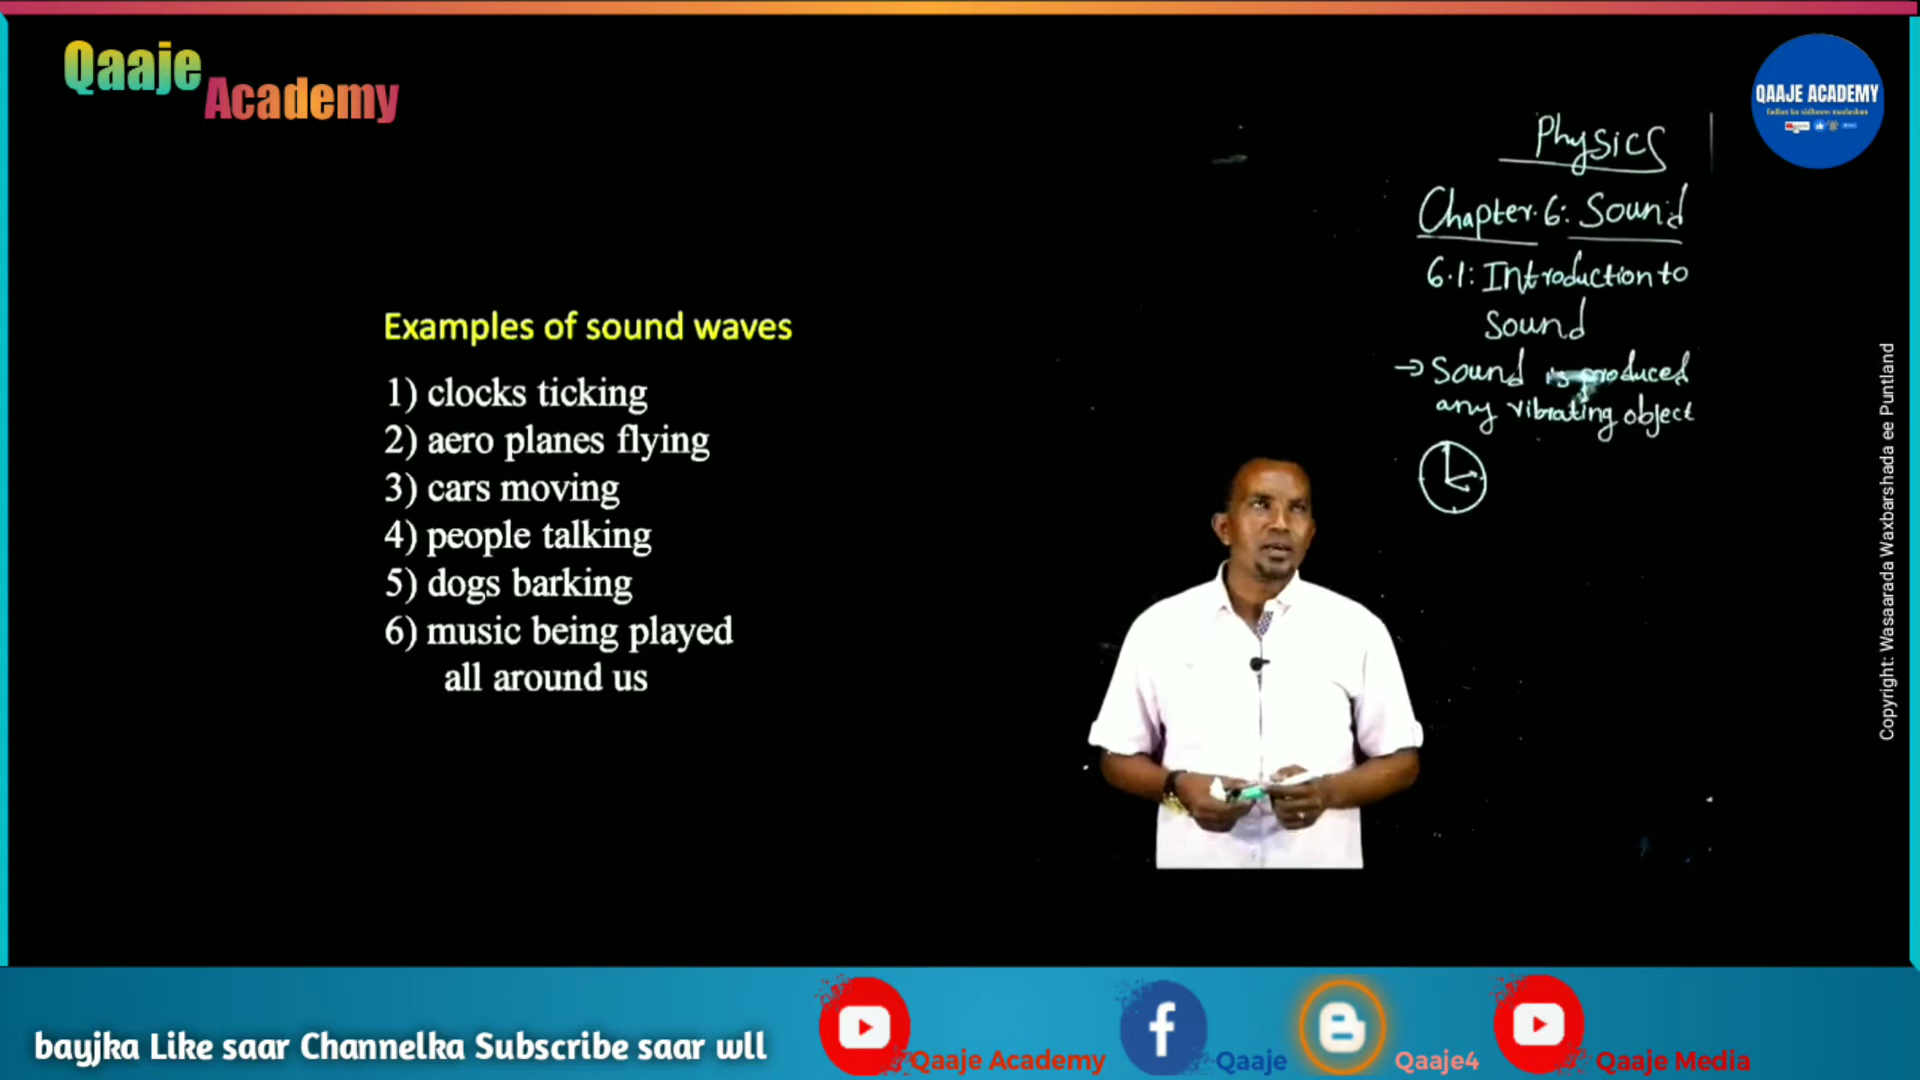 Qaaje
Academy
QAAJE ACADEMY
Physics
Chapter.6: Sound
6.1: Introduction to
Sound
→ Sound is produced
any vibrating object
Examples of sound waves
1) clocks ticking
2) aero planes flying
3) cars moving
4) people talking
5) dogs barking
6) music being played
all around us
Copyright: Wasaarada Waxbarshada ee Puntland
bayjka Like saar Channelka Subscribe saar wll
Qaaje Academy
Qaaje
Qaaje4
Qaaje Media